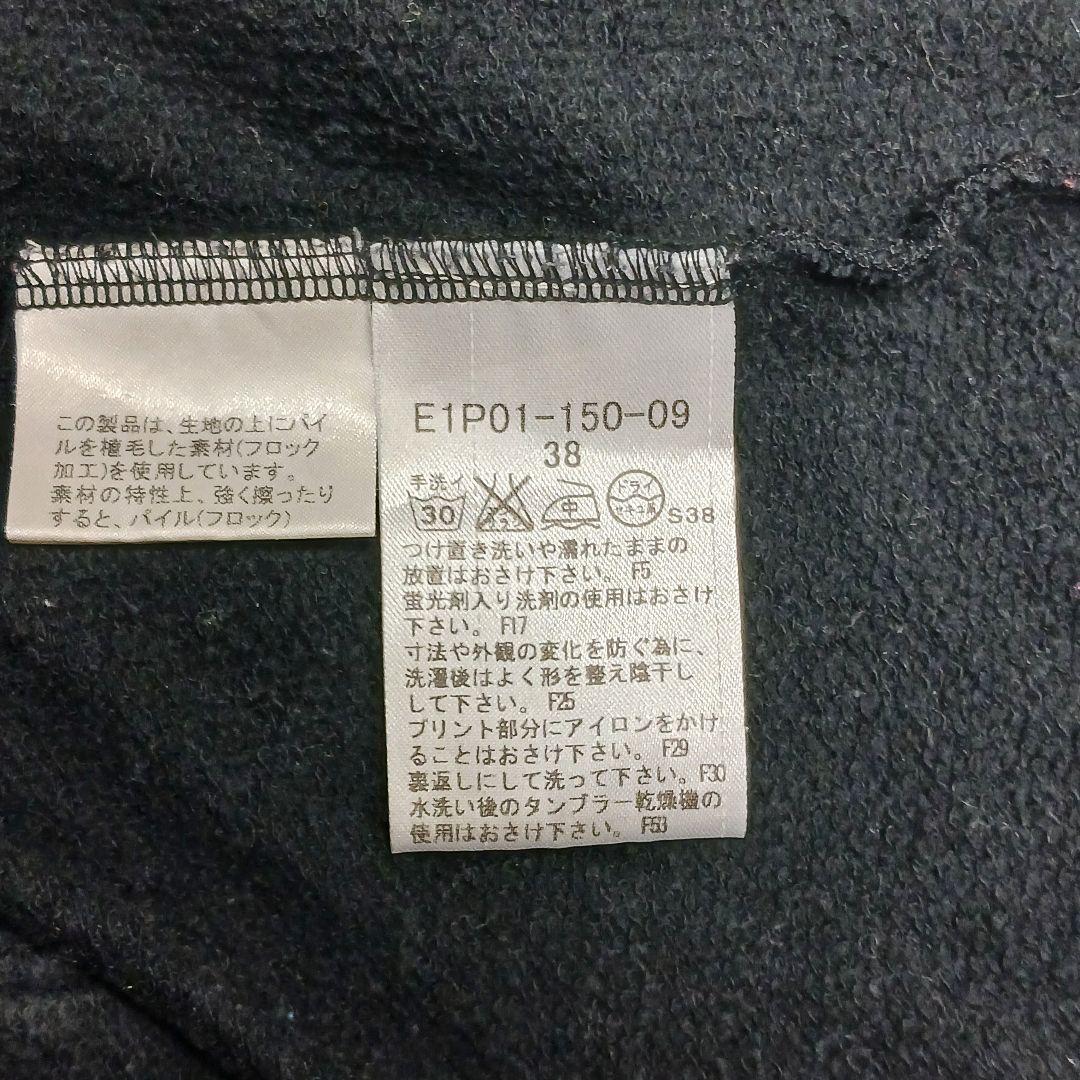 この製品は、生地の上にパイ
ルを植毛した素材(フロック
加工)を使用しています。
素材の特性上、強く擦ったり
すると、パイル(フロック)
E1P01-150-09
38
手洗イ
30
エンソ
サラシ
中
ドライ
セキユ系
S38
つけ置き洗いや濡れたままの
放置はおさけ下さい。 F5
蛍光剤入り洗剤の使用はおさけ
下さい。 F17
寸法や外観の変化を防ぐ為に、
洗濯後はよく形を整え陰干し
して下さい。 F25
プリント部分にアイロンをかけ
ることはおさけ下さい。 F29
裏返しにして洗って下さい。F30
水洗い後のタンブラー乾燥機の
使用はおさけ下さい。 F53